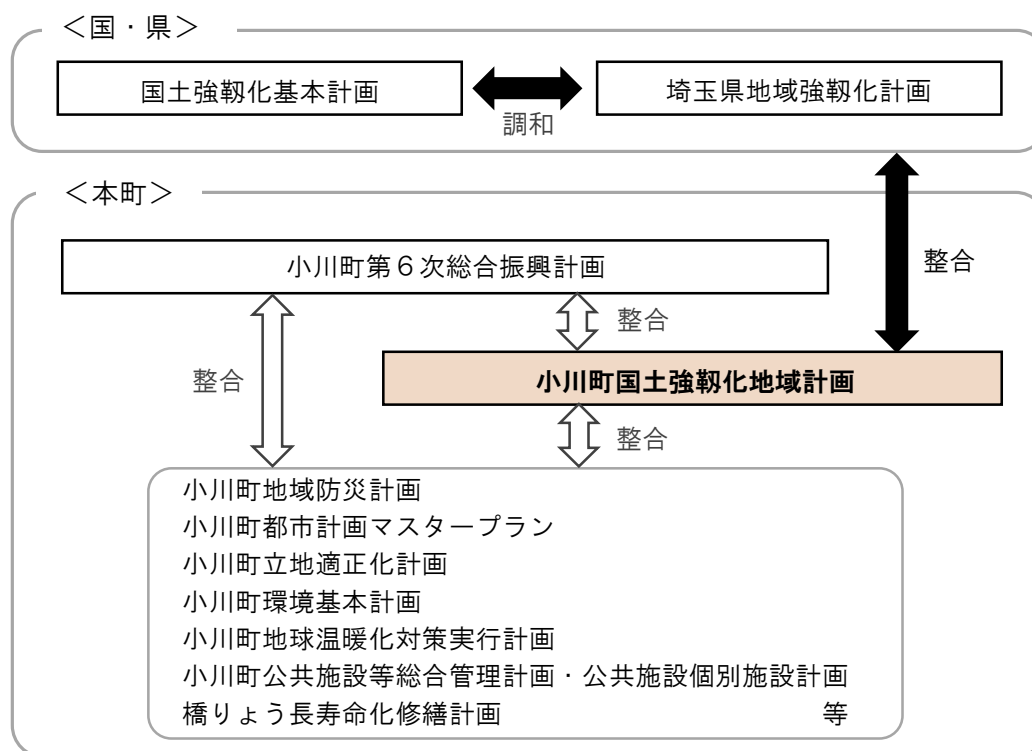 ＜国・県＞
国土強靱化基本計画
埼玉県地域強靱化計画
調和
＜本町＞
整合
小川町第６次総合振興計画
整合
整合
小川町国土強靱化地域計画
整合
小川町地域防災計画
小川町都市計画マスタープラン
小川町立地適正化計画
小川町環境基本計画
小川町地球温暖化対策実行計画
小川町公共施設等総合管理計画・公共施設個別施設計画
橋りょう長寿命化修繕計画　等